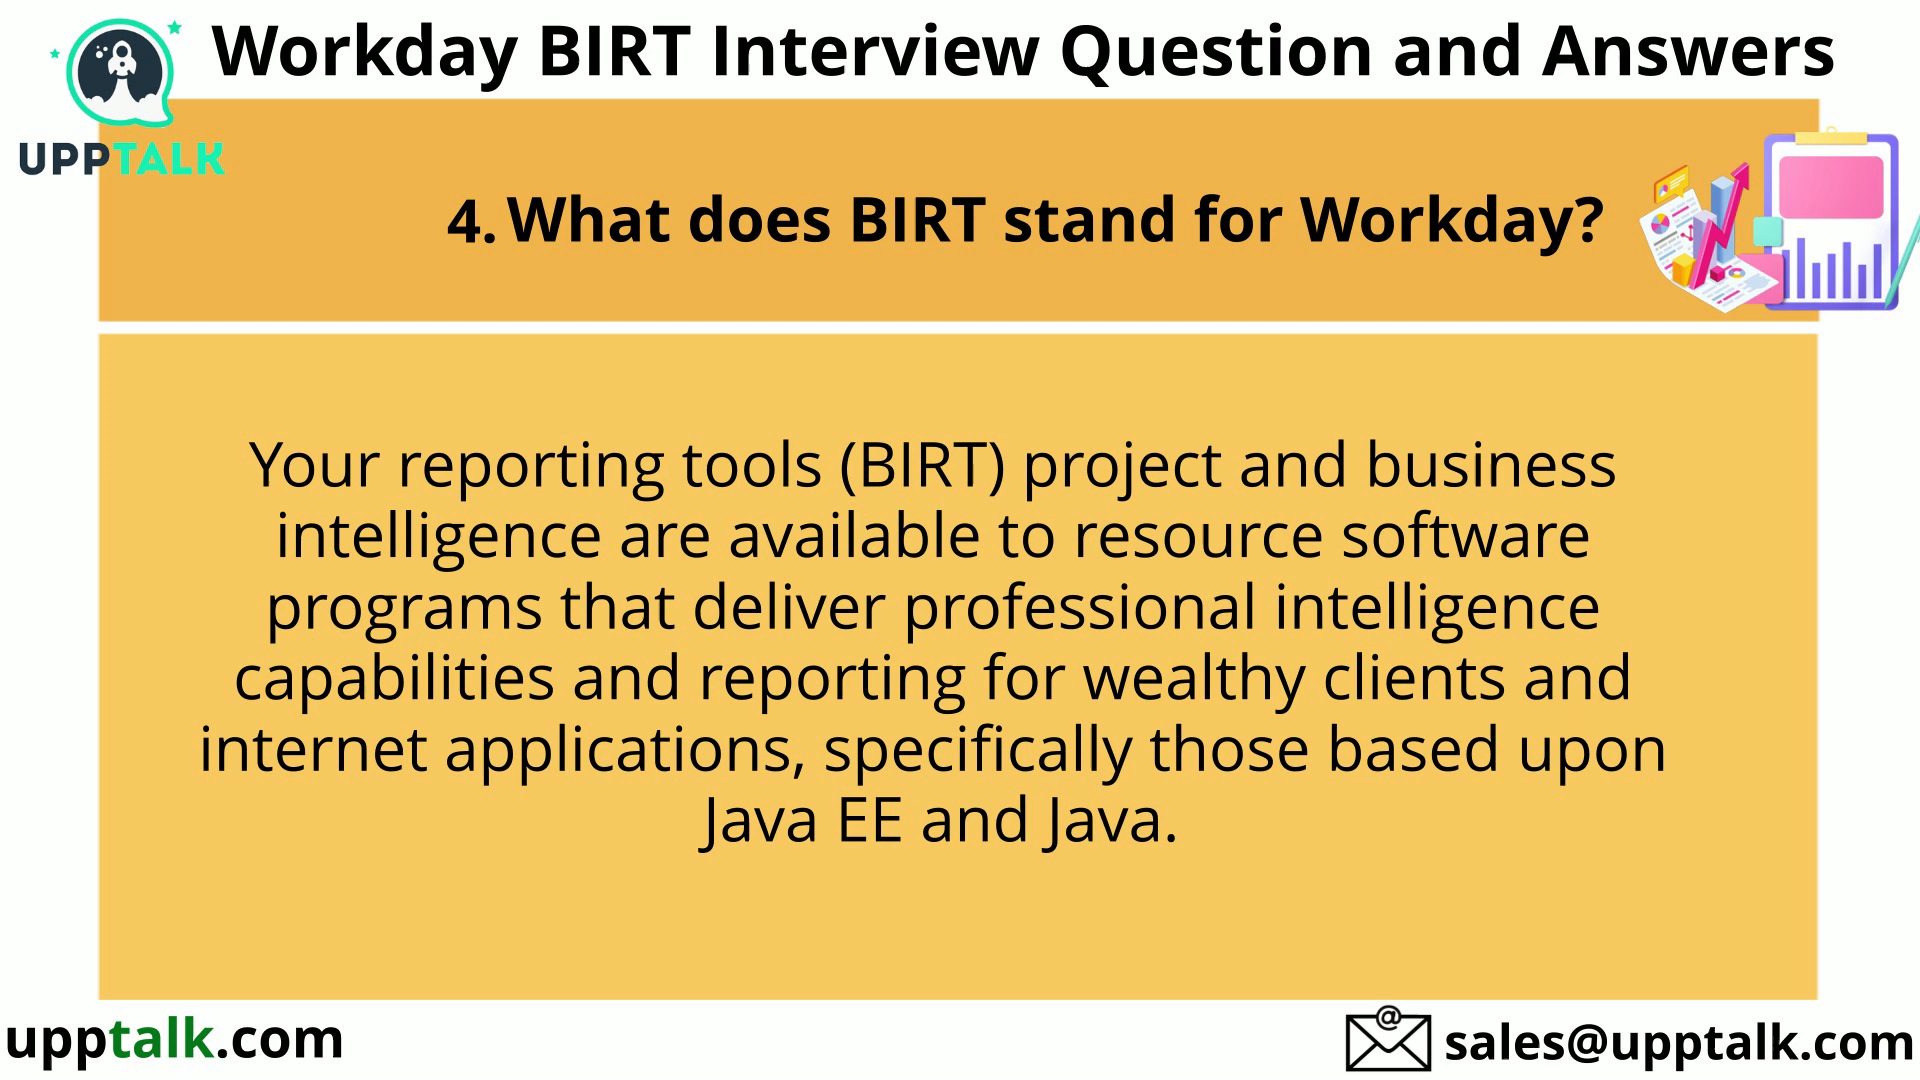 Workday BIRT Interview Question and Answers
UPPTALK
4. What does BIRT stand for Workday?
Your reporting tools (BIRT) project and business
intelligence are available to resource software
programs that deliver professional intelligence
capabilities and reporting for wealthy clients and
internet applications, specifically those based upon
Java EE and Java.
upptalk.com
@
sales@upptalk.com